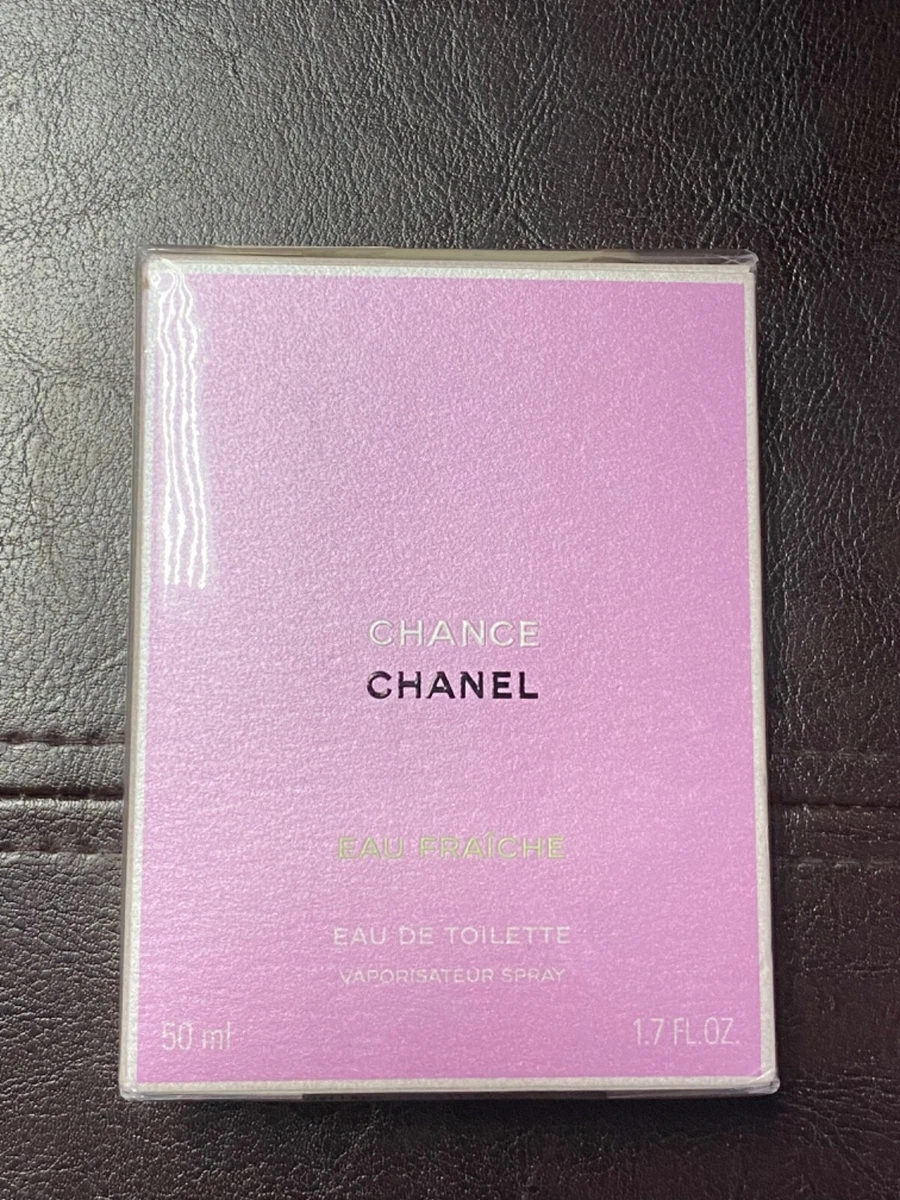 CHANCE
CHANEL
EAU FRAÎCHE
EAU DE TOILETTE
VAPORISATEUR SPRAY
50 ml 1.7 FL.OZ.